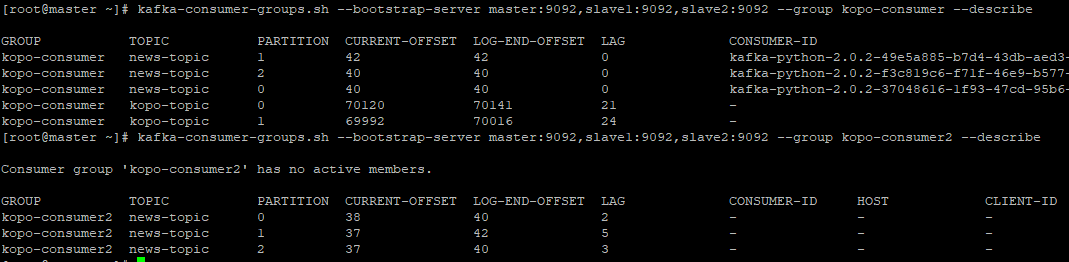 [root@master ~]# kafka-consumer-groups.sh --bootstrap-server master:9092,slave1:9092,slave2:9092 --group kopo-consumer --describe
GROUP TOPIC PARTITION CURRENT-OFFSET LOG-END-OFFSET LAG CONSUMER-ID
kopo-consumer news-topic 1 42 42 0 kafka-python-2.0.2-49e5a885-b7d4-43db-aed3-
kopo-consumer news-topic 2 40 40 0 kafka-python-2.0.2-f3c819c6-f71f-46e9-b577-
kopo-consumer news-topic 0 40 40 0 kafka-python-2.0.2-37048616-1f93-47cd-95b6-
kopo-consumer kopo-topic 0 70120 70141 21 -
kopo-consumer kopo-topic 1 69992 70016 24 -
[root@master ~]# kafka-consumer-groups.sh --bootstrap-server master:9092,slave1:9092,slave2:9092 --group kopo-consumer2 --describe
Consumer group 'kopo-consumer2' has no active members.
GROUP TOPIC PARTITION CURRENT-OFFSET LOG-END-OFFSET LAG CONSUMER-ID HOST CLIENT-ID
kopo-consumer2 news-topic 0 38 40 2 - - -
kopo-consumer2 news-topic 1 37 42 5 - - -
kopo-consumer2 news-topic 2 37 40 3 - - -